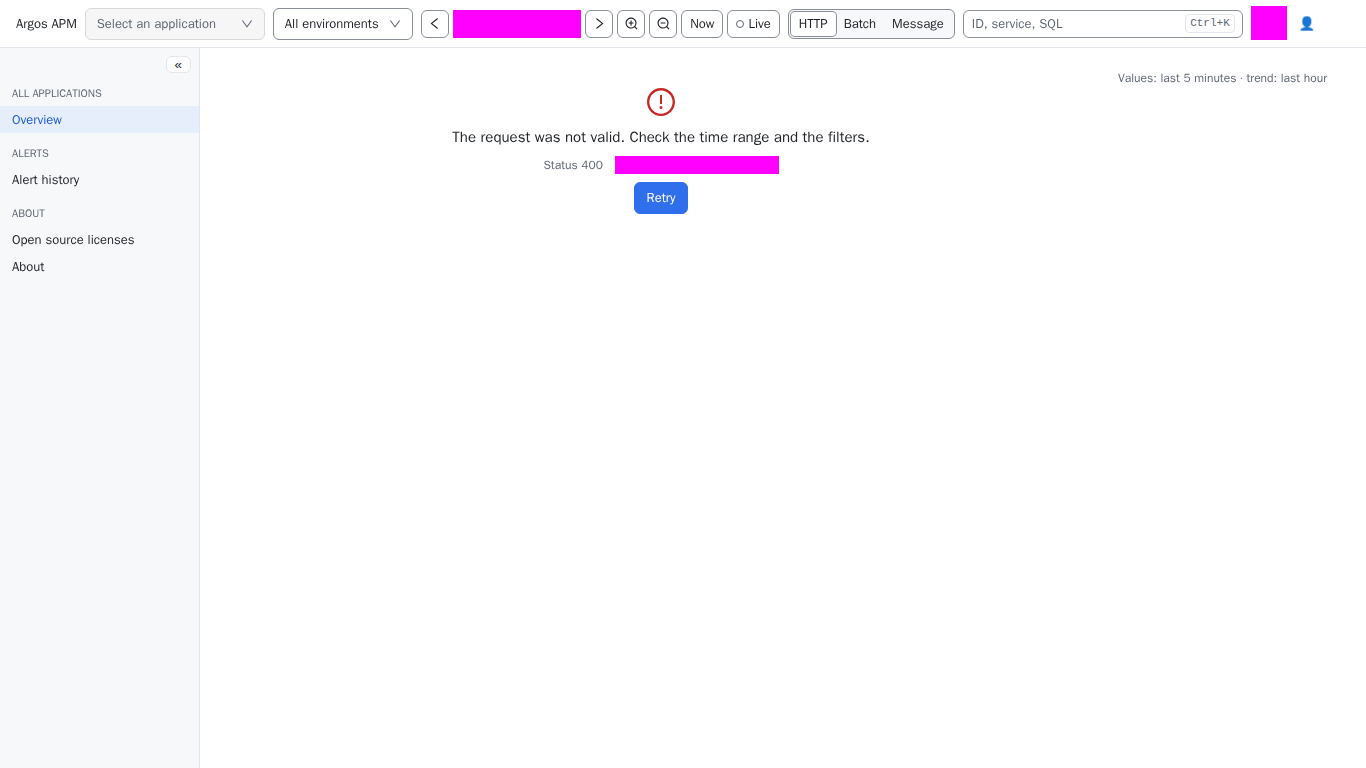 Argos APM Select an application All environments Now Live HTTP Batch Message ID, service, SQL Ctrl+K
«
Values: last 5 minutes · trend: last hour
ALL APPLICATIONS
Overview
ALERTS
Alert history
ABOUT
Open source licenses
About
The request was not valid. Check the time range and the filters.
Status 400
Retry